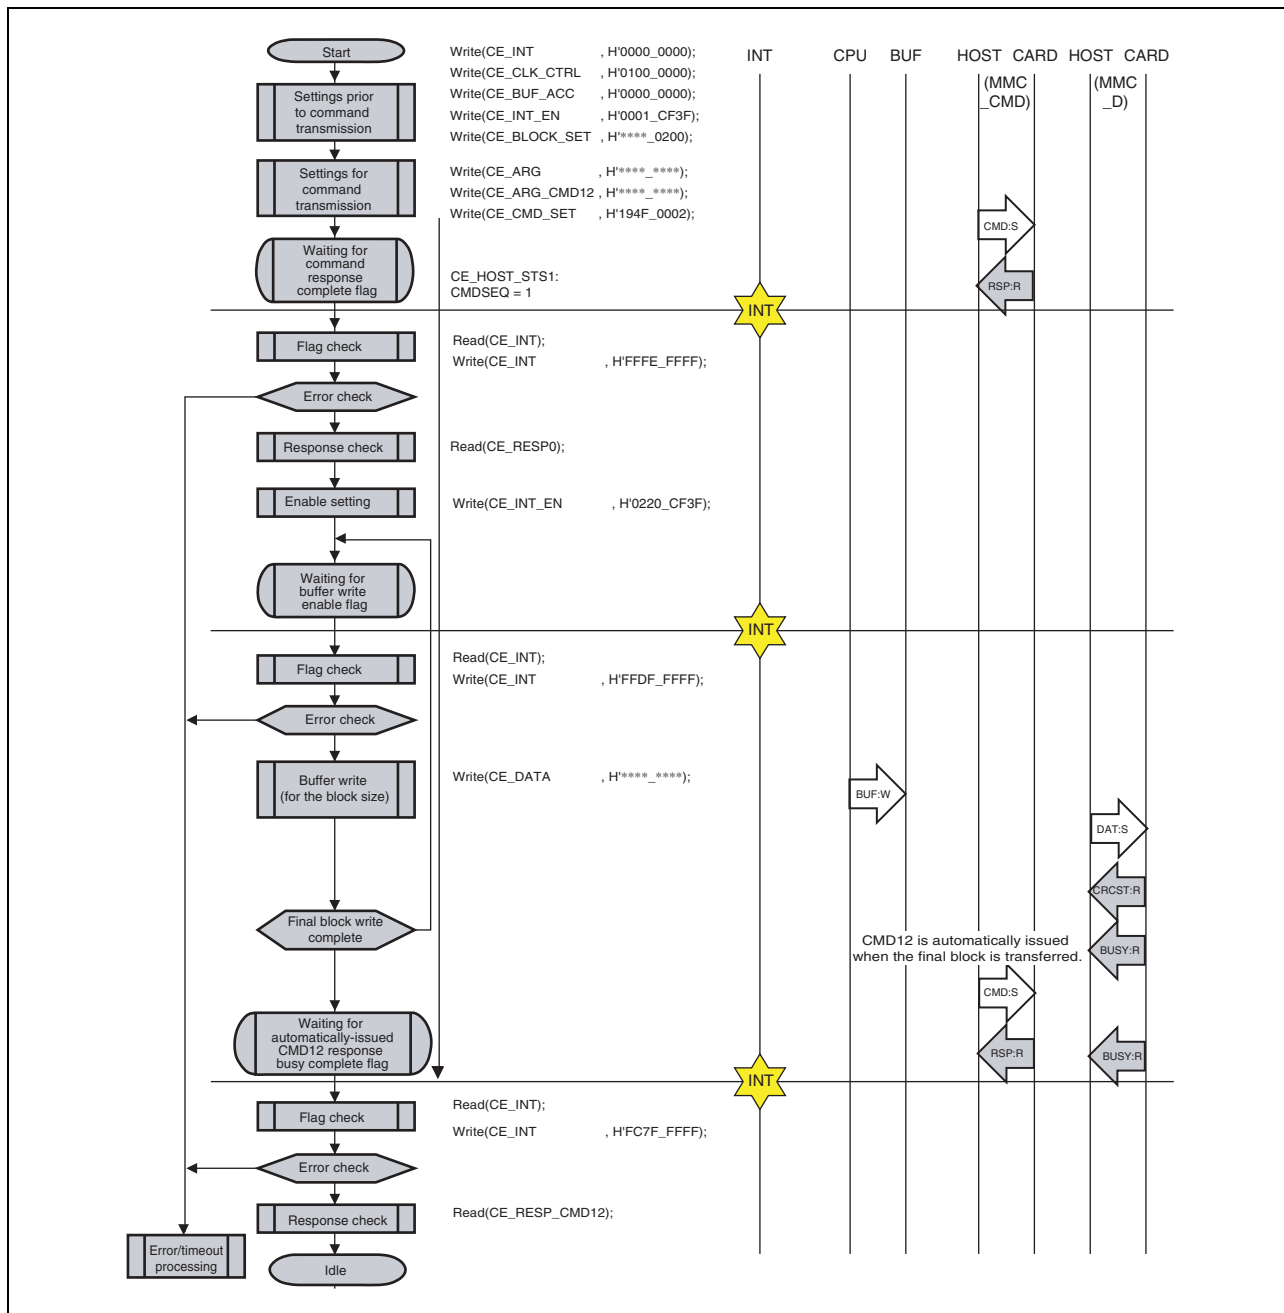 Start
Write(CE_INT , H'0000_0000);
Write(CE_CLK_CTRL , H'0100_0000);
Write(CE_BUF_ACC , H'0000_0000);
Write(CE_INT_EN , H'0001_CF3F);
Write(CE_BLOCK_SET , H'****_0200);
INT
CPU
BUF
HOST
CARD
HOST
CARD
(MMC
_CMD)
(MMC
_D)
Settings prior
to command
transmission
Settings for
command
transmission
Write(CE_ARG , H'****_****);
Write(CE_ARG_CMD12 , H'****_****);
Write(CE_CMD_SET , H'194F_0002);
CMD:S
Waiting for
command
response
complete flag
CE_HOST_STS1:
CMDSEQ = 1
RSP:R
INT
Flag check
Read(CE_INT);
Write(CE_INT , H'FFFE_FFFF);
Error check
Response check
Read(CE_RESP0);
Enable setting
Write(CE_INT_EN , H'0220_CF3F);
Waiting for
buffer write
enable flag
INT
Flag check
Read(CE_INT);
Write(CE_INT , H'FFDF_FFFF);
Error check
Buffer write
(for the block size)
Write(CE_DATA , H'****_****);
BUF:W
DAT:S
CRCST:R
Final block write
complete
CMD12 is automatically issued
when the final block is transferred.
BUSY:R
CMD:S
Waiting for
automatically-issued
CMD12 response
busy complete flag
RSP:R
BUSY:R
INT
Flag check
Read(CE_INT);
Write(CE_INT , H'FC7F_FFFF);
Error check
Response check
Read(CE_RESP_CMD12);
Error/timeout
processing
Idle